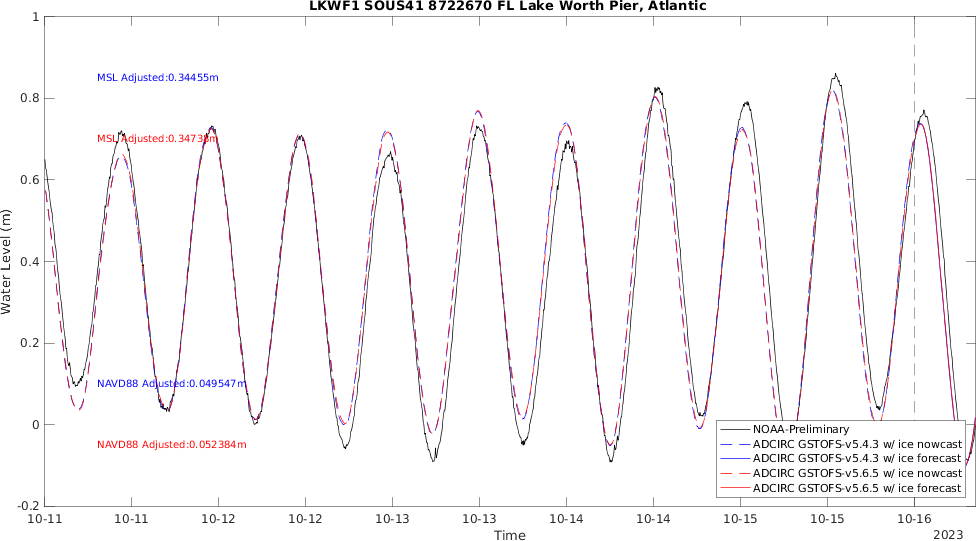 LKWF1 SOUS41 8722670 FL Lake Worth Pier, Atlantic
1
0.8
0.6
0.4
0.2
0
-0.2
Water Level (m)
MSL Adjusted:0.34455m
MSL Adjusted:0.34738m
NAVD88 Adjusted:0.049547m
NAVD88 Adjusted:0.052384m
NOAA-Preliminary
ADCIRC GSTOFS-v5.4.3 w/ ice nowcast
ADCIRC GSTOFS-v5.4.3 w/ ice forecast
ADCIRC GSTOFS-v5.6.5 w/ ice nowcast
ADCIRC GSTOFS-v5.6.5 w/ ice forecast
10-11 10-11 10-12 10-12 10-13 10-13 10-14 10-14 10-15 10-15 10-16
Time
2023